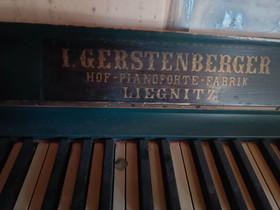 I. GERSTENBERGER
HOF-PIANOFORTE-FABRIK
LIEGNITZ